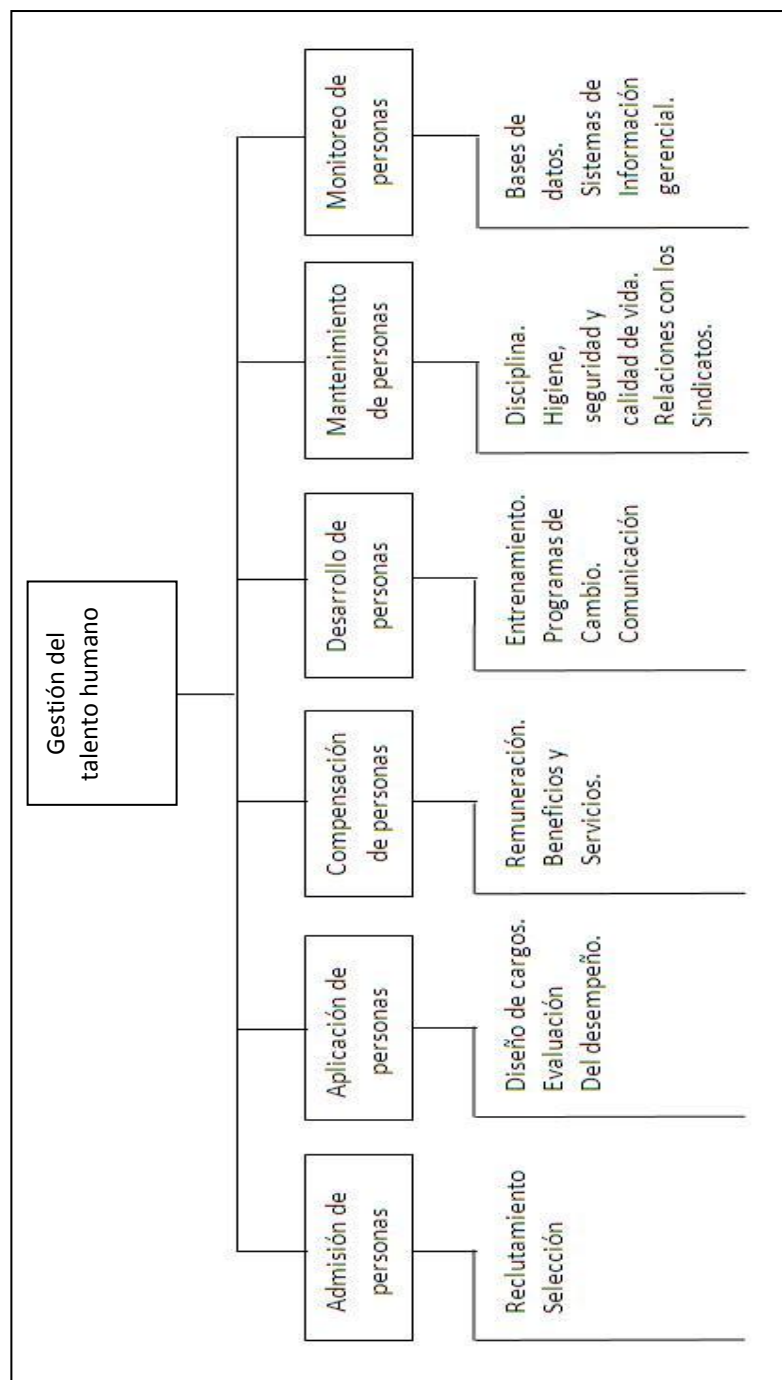 Gestión del
talento humano
Admisión de
personas
Reclutamiento
Selección
Aplicación de
personas
Diseño de cargos.
Evaluación
Del desempeño.
Compensación
de personas
Remuneración.
Beneficios y
Servicios.
Desarrollo de
personas
Entrenamiento.
Programas de
Cambio.
Comunicación
Mantenimiento
de personas
Disciplina.
Higiene,
seguridad y
calidad de vida.
Relaciones con los
Sindicatos.
Monitoreo de
personas
Bases de
datos.
Sistemas de
Información
gerencial.